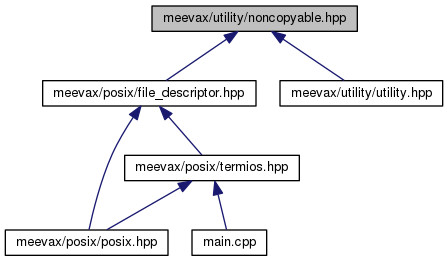 meevax/utility/noncopyable.hpp
meevax/posix/file_descriptor.hpp
meevax/utility/utility.hpp
meevax/posix/termios.hpp
meevax/posix/posix.hpp
main.cpp